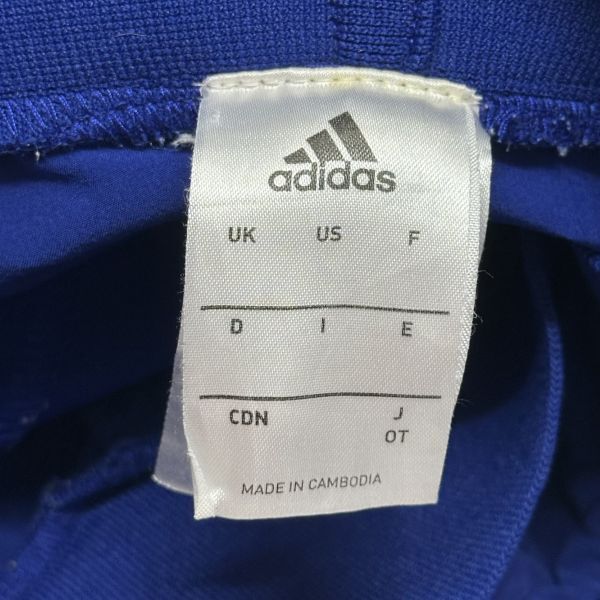 adidas
UK US F
D I E
CDN J
OT
MADE IN CAMBODIA